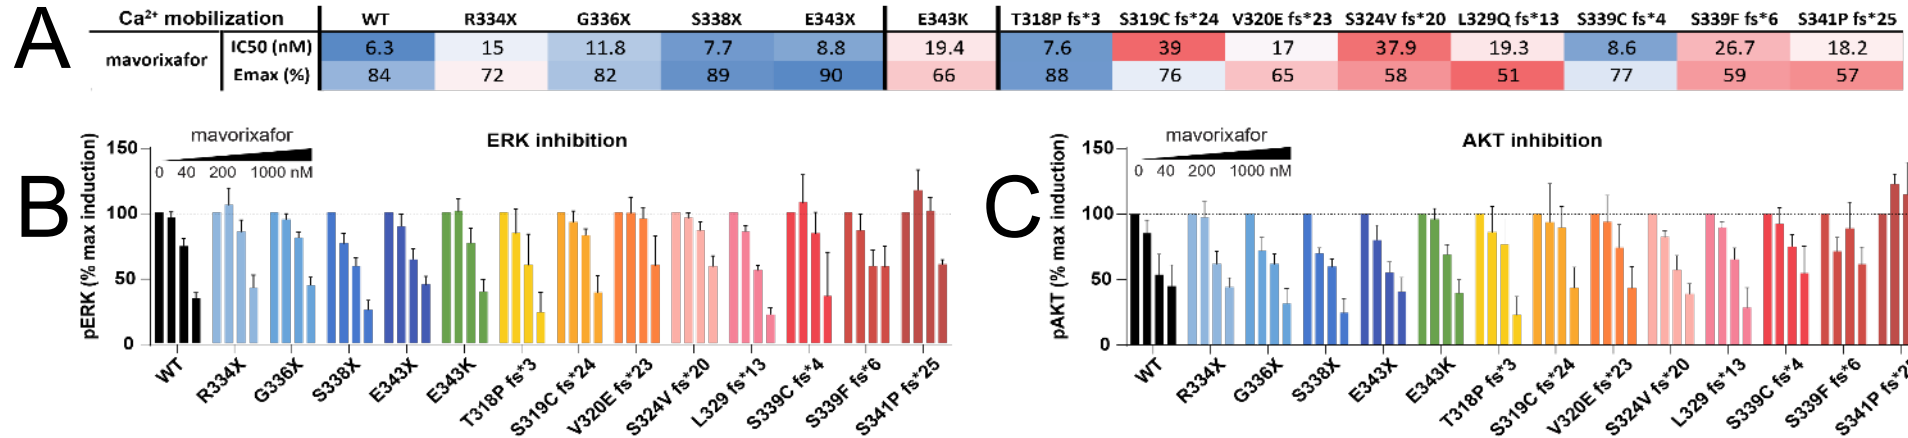 A
Ca²⁺ mobilization WT R334X G336X S338X E343X E343K T318P fs*3 S319C fs*24 V320E fs*23 S324V fs*20 L329Q fs*13 S339C fs*4 S339F fs*6 S341P fs*25
mavorixafor
IC50 (nM) 6.3 15 11.8 7.7 8.8 19.4 7.6 39 17 37.9 19.3 8.6 26.7 18.2
Emax (%) 84 72 82 89 90 66 88 76 65 58 51 77 59 57
B
ERK inhibition
mavorixafor
0 40 200 1000 nM
pERK (% max induction)
150
100
50
0
WT R334X G336X S338X E343X E343K T318P fs*3 S319C fs*24 V320E fs*23 S324V fs*20 L329 fs*13 S339C fs*4 S339F fs*6 S341P fs*25
C
AKT inhibition
mavorixafor
0 40 200 1000 nM
pAKT (% max induction)
150
100
50
0
WT R334X G336X S338X E343X E343K T318P fs*3 S319C fs*24 V320E fs*23 S324V fs*20 L329 fs*13 S339C fs*4 S339F fs*6 S341P